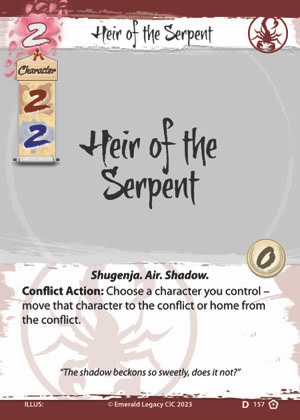 2
Heir of the Serpent
Character
2
2
Heir of the
Serpent
0
Shugenja. Air. Shadow.
Conflict Action: Choose a character you control –
move that character to the conflict or home from
the conflict.
"The shadow beckons so sweetly, does it not?"
ILLUS: © Emerald Legacy CIC 2023 D 157